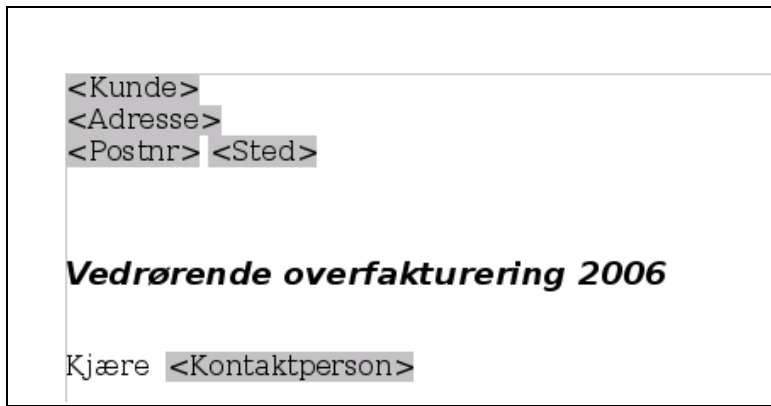 <Kunde>
<Adresse>
<Postnr> <Sted>
Vedrørende overfakturering 2006
Kjære <Kontaktperson>